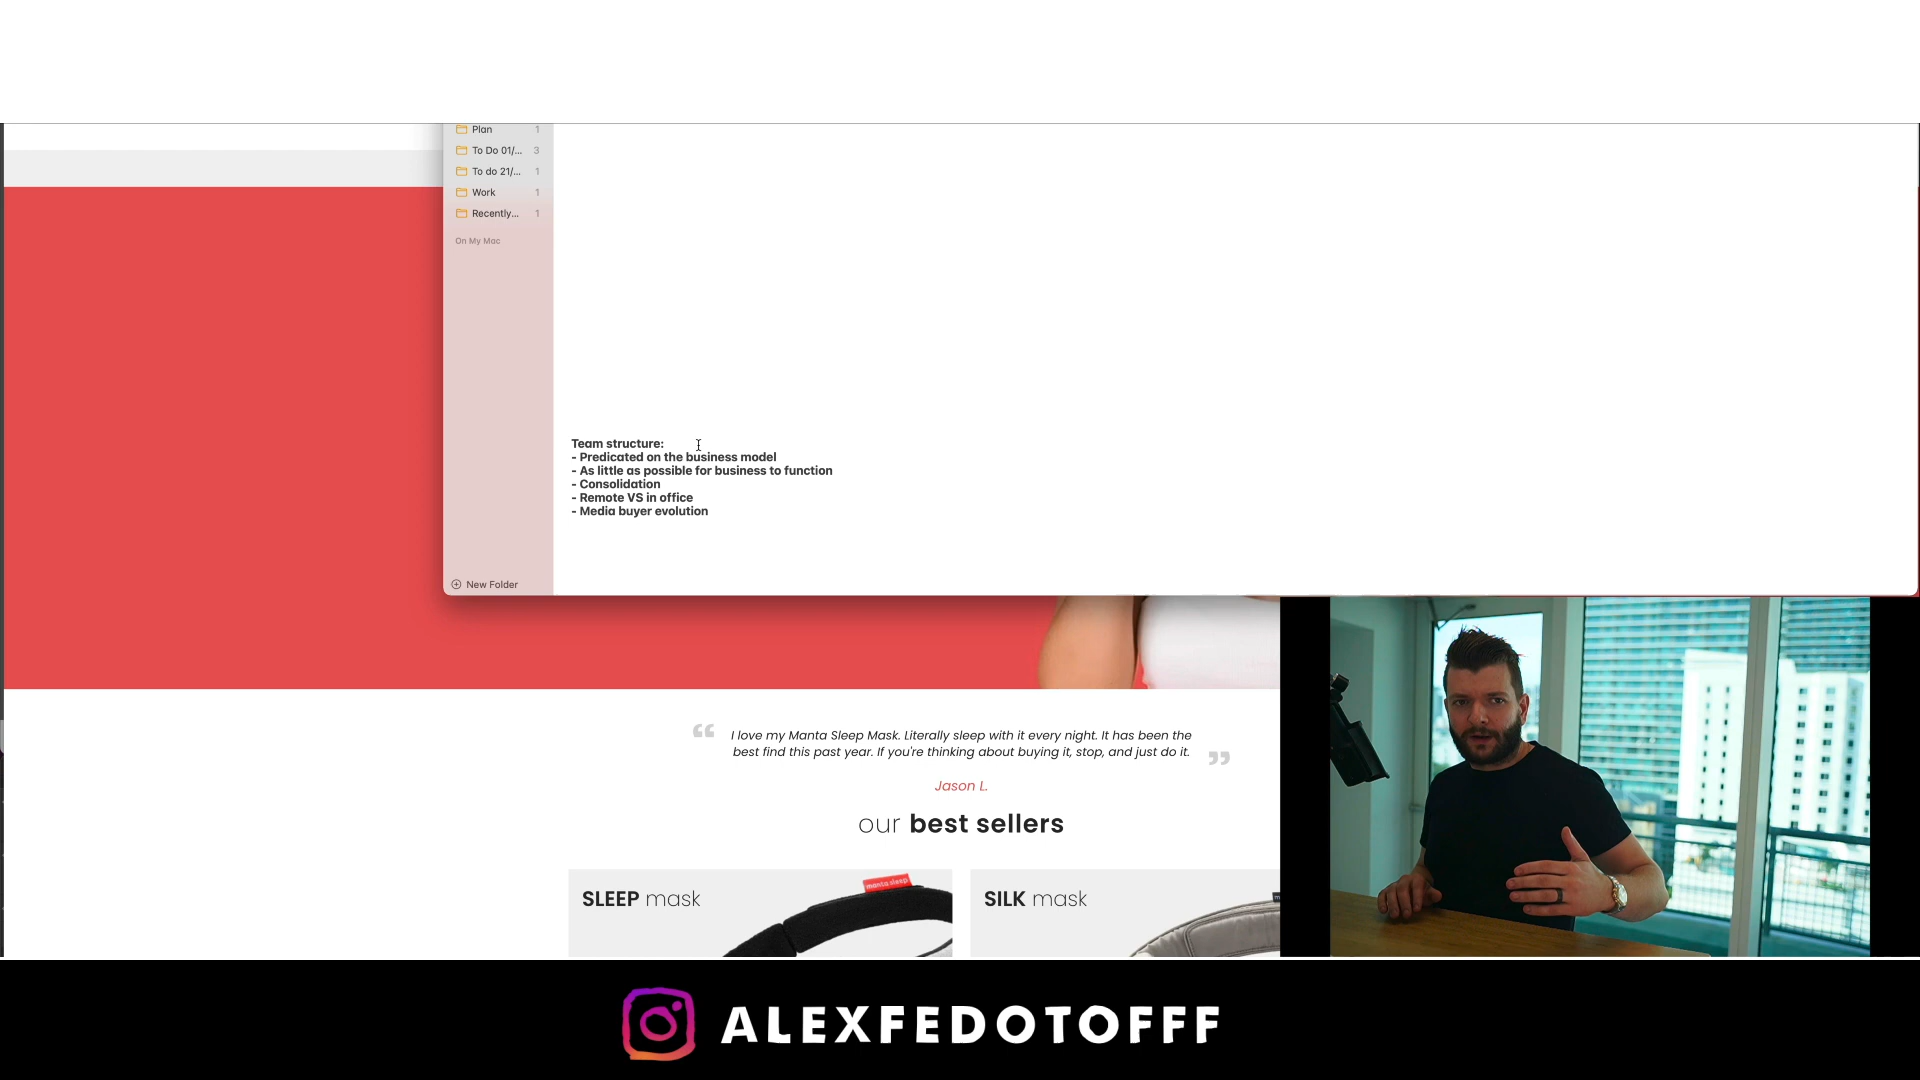 Plan 1
To Do 01/... 3
To do 21/... 1
Work 1
Recently... 1
On My Mac
Team structure:
- Predicated on the business model
- As little as possible for business to function
- Consolidation
- Remote VS in office
- Media buyer evolution
New Folder
“ I love my Manta Sleep Mask. Literally sleep with it every night. It has been the
best find this past year. If you're thinking about buying it, stop, and just do it. ”
Jason L.
our best sellers
SLEEP mask
manta sleep
SILK mask
ALEXFEDOTOFFF